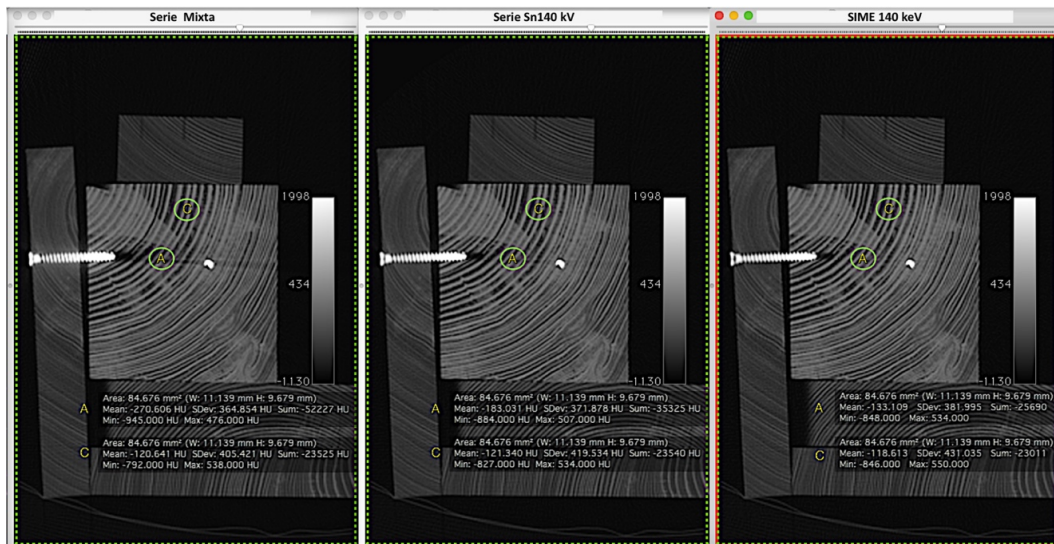 Serie Mixta
C
A
1998
434
-1130
A
Area: 84.676 mm² (W: 11.139 mm H: 9.679 mm)
Mean: -270.606 HU SDev: 364.854 HU Sum: -52227 HU
Min: -945.000 HU Max: 476.000 HU
C
Area: 84.676 mm² (W: 11.139 mm H: 9.679 mm)
Mean: -120.641 HU SDev: 405.421 HU Sum: -23525 HU
Min: -792.000 HU Max: 538.000 HU
Serie Sn140 kV
C
A
1998
434
-1130
A
Area: 84.676 mm² (W: 11.139 mm H: 9.679 mm)
Mean: -183.031 HU SDev: 371.878 HU Sum: -35325 HU
Min: -884.000 HU Max: 507.000 HU
C
Area: 84.676 mm² (W: 11.139 mm H: 9.679 mm)
Mean: -121.340 HU SDev: 419.534 HU Sum: -23540 HU
Min: -827.000 HU Max: 534.000 HU
SIME 140 keV
C
A
1998
434
-1130
A
Area: 84.676 mm² (W: 11.139 mm H: 9.679 mm)
Mean: -133.109 SDev: 381.995 Sum: -25690
Min: -848.000 Max: 534.000
C
Area: 84.676 mm² (W: 11.139 mm H: 9.679 mm)
Mean: -118.613 SDev: 431.035 Sum: -23011
Min: -846.000 Max: 550.000